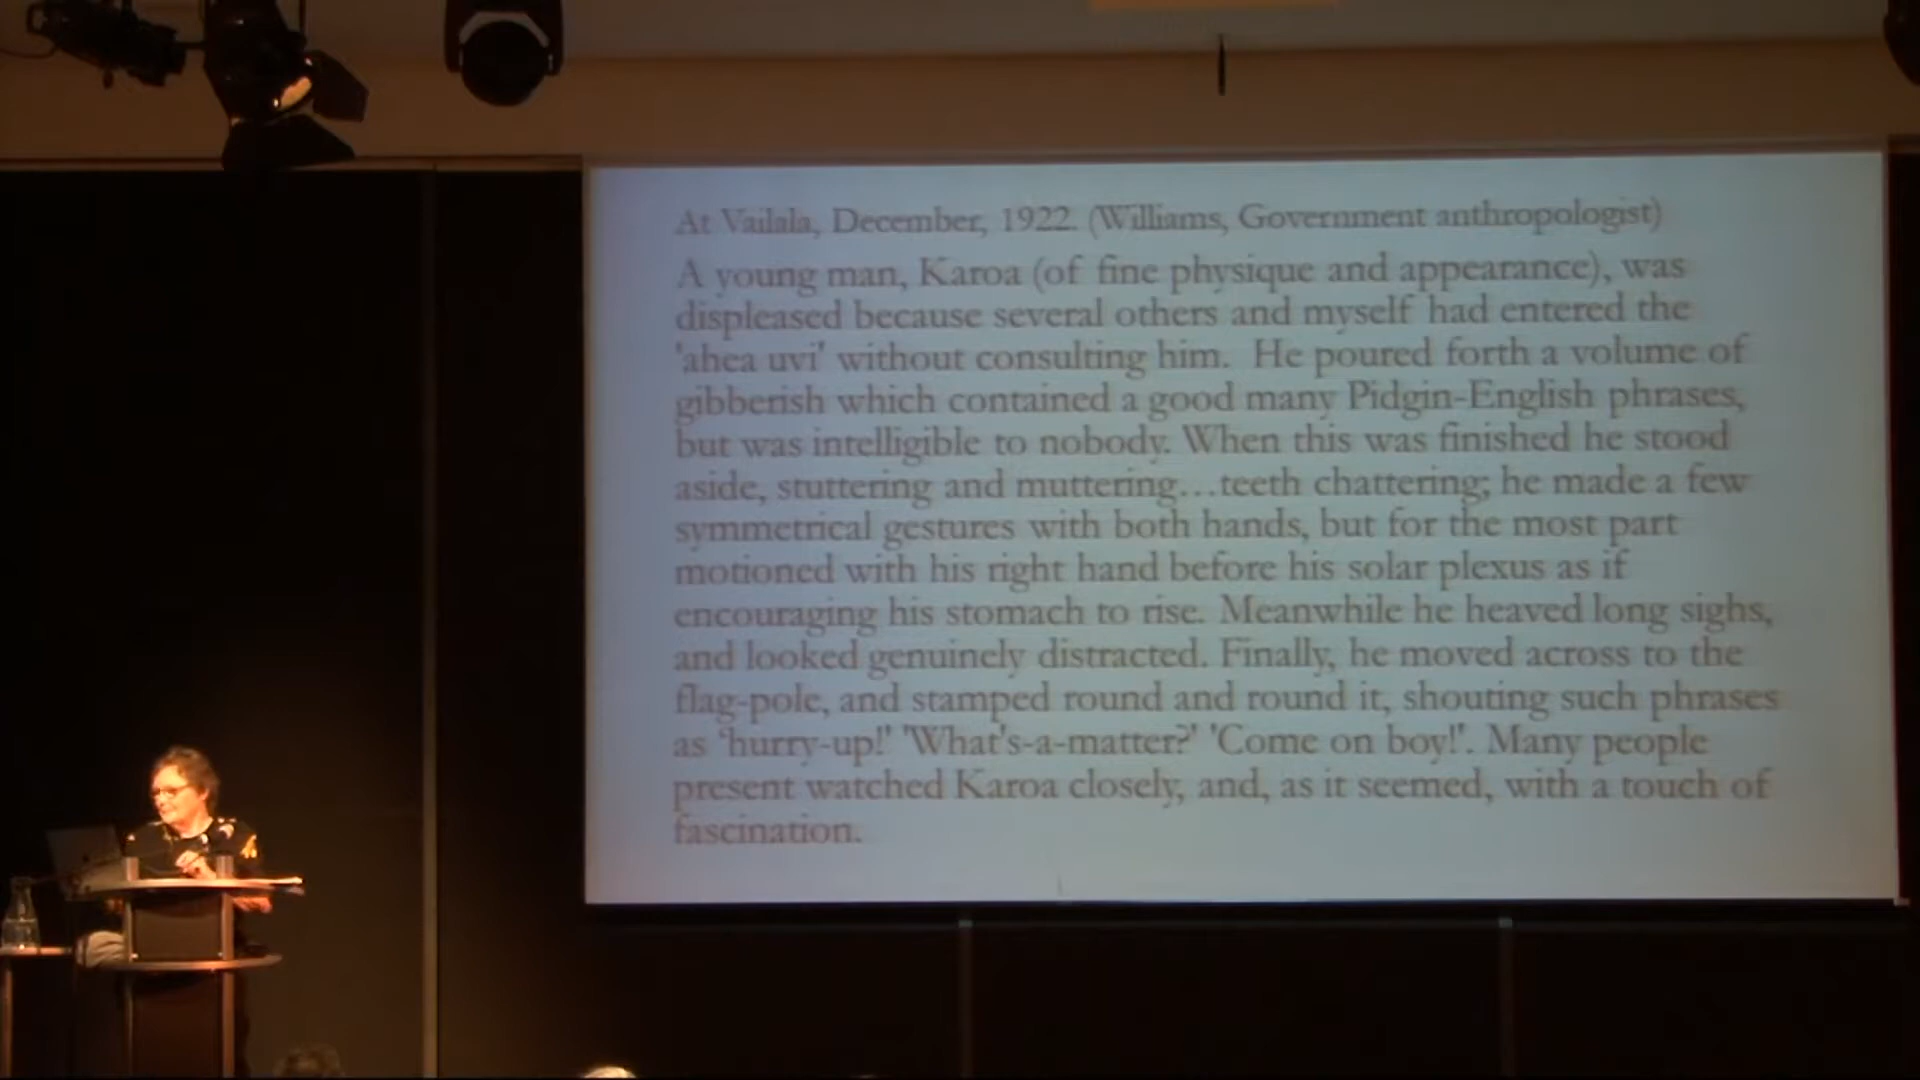 At Vailala, December, 1922. (Williams, Government anthropologist)
A young man, Karoa (of fine physique and appearance), was
displeased because several others and myself had entered the
'ahea uvi' without consulting him. He poured forth a volume of
gibberish which contained a good many Pidgin-English phrases,
but was intelligible to nobody. When this was finished he stood
aside, stuttering and muttering…teeth chattering; he made a few
symmetrical gestures with both hands, but for the most part
motioned with his right hand before his solar plexus as if
encouraging his stomach to rise. Meanwhile he heaved long sighs,
and looked genuinely distracted. Finally, he moved across to the
flag-pole, and stamped round and round it, shouting such phrases
as 'hurry-up!' 'What's-a-matter?' 'Come on boy!'. Many people
present watched Karoa closely, and, as it seemed, with a touch of
fascination.